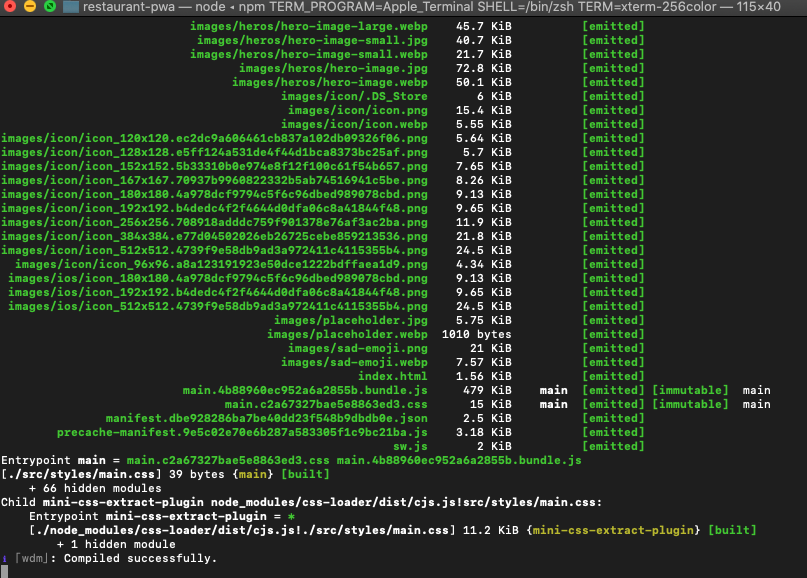 restaurant-pwa — node ◂ npm TERM_PROGRAM=Apple_Terminal SHELL=/bin/zsh TERM=xterm-256color — 115×40
images/heros/hero-image-large.webp 45.7 KiB [emitted]
images/heros/hero-image-small.jpg 40.7 KiB [emitted]
images/heros/hero-image-small.webp 21.7 KiB [emitted]
images/heros/hero-image.jpg 72.8 KiB [emitted]
images/heros/hero-image.webp 50.1 KiB [emitted]
images/icon/.DS_Store 6 KiB [emitted]
images/icon/icon.png 15.4 KiB [emitted]
images/icon/icon.webp 5.55 KiB [emitted]
images/icon/icon_120x120.ec2dc9a606461cb837a102db09326f06.png 5.64 KiB [emitted]
images/icon/icon_128x128.e5ff124a531de4f44d1bca8373bc25af.png 5.7 KiB [emitted]
images/icon/icon_152x152.5b33310b0e974e8f12f100c61f54b657.png 7.65 KiB [emitted]
images/icon/icon_167x167.70937b9960822332b5ab74516941c5be.png 8.26 KiB [emitted]
images/icon/icon_180x180.4a978dcf9794c5f6c96dbed989078cbd.png 9.13 KiB [emitted]
images/icon/icon_192x192.b4dedc4f2f4644d0dfa06c8a41844f48.png 9.65 KiB [emitted]
images/icon/icon_256x256.708918adddc759f901378e76af3ac2ba.png 11.9 KiB [emitted]
images/icon/icon_384x384.e77d04502026eb26725cebe859213536.png 21.8 KiB [emitted]
images/icon/icon_512x512.4739f9e58db9ad3a972411c4115355b4.png 24.5 KiB [emitted]
images/icon/icon_96x96.a8a123191923e50dce1222bdffaea1d9.png 4.34 KiB [emitted]
images/ios/icon_180x180.4a978dcf9794c5f6c96dbed989078cbd.png 9.13 KiB [emitted]
images/ios/icon_192x192.b4dedc4f2f4644d0dfa06c8a41844f48.png 9.65 KiB [emitted]
images/ios/icon_512x512.4739f9e58db9ad3a972411c4115355b4.png 24.5 KiB [emitted]
images/placeholder.jpg 5.75 KiB [emitted]
images/placeholder.webp 1010 bytes [emitted]
images/sad-emoji.png 21 KiB [emitted]
images/sad-emoji.webp 7.57 KiB [emitted]
index.html 1.56 KiB [emitted]
main.4b88960ec952a6a2855b.bundle.js 479 KiB main [emitted] [immutable] main
main.c2a67327bae5e8863ed3.css 15 KiB main [emitted] [immutable] main
manifest.dbe928286ba7be40dd23f548b9dbdb0e.json 2.5 KiB [emitted]
precache-manifest.9e5c02e70e6b287a583305f1c9bc21ba.js 3.18 KiB [emitted]
sw.js 2 KiB [emitted]
Entrypoint main = main.c2a67327bae5e8863ed3.css main.4b88960ec952a6a2855b.bundle.js
[./src/styles/main.css] 39 bytes {main} [built]
+ 66 hidden modules
Child mini-css-extract-plugin node_modules/css-loader/dist/cjs.js!src/styles/main.css:
Entrypoint mini-css-extract-plugin = *
[./node_modules/css-loader/dist/cjs.js!./src/styles/main.css] 11.2 KiB {mini-css-extract-plugin} [built]
+ 1 hidden module
ℹ ｢wdm｣: Compiled successfully.